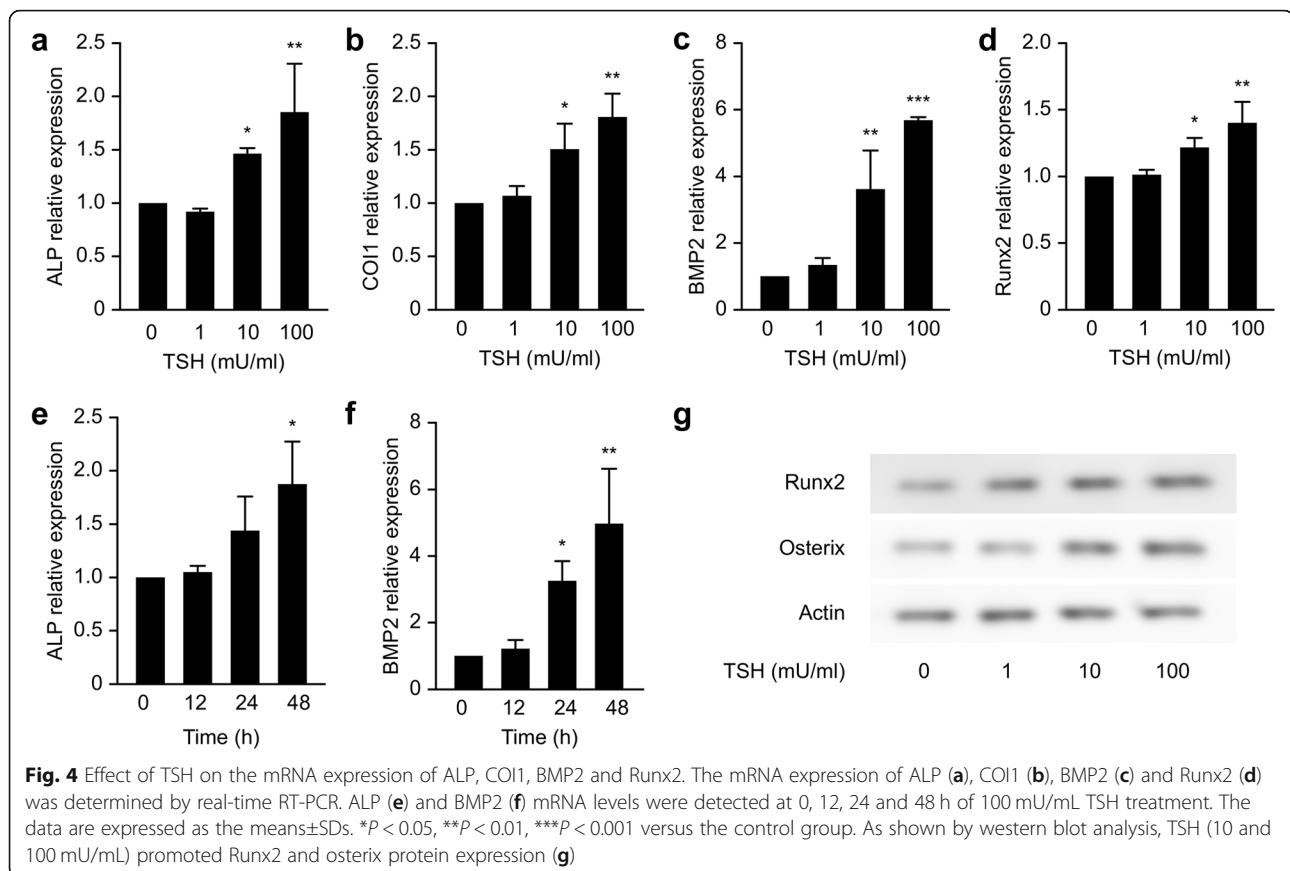 a
2.5
2.0
1.5
1.0
0.5
0
ALP relative expression
*
**
0 1 10 100
TSH (mU/ml)
b
2.5
2.0
1.5
1.0
0.5
0
COI1 relative expression
*
**
0 1 10 100
TSH (mU/ml)
c
8
6
4
2
0
BMP2 relative expression
**
***
0 1 10 100
TSH (mU/ml)
d
2.0
1.5
1.0
0.5
0
Runx2 relative expression
*
**
0 1 10 100
TSH (mU/ml)
e
2.5
2.0
1.5
1.0
0.5
0
ALP relative expression
*
0 12 24 48
Time (h)
f
8
6
4
2
0
BMP2 relative expression
*
**
0 12 24 48
Time (h)
g
Runx2
Osterix
Actin
TSH (mU/ml) 0 1 10 100
Fig. 4 Effect of TSH on the mRNA expression of ALP, COI1, BMP2 and Runx2. The mRNA expression of ALP (a), COI1 (b), BMP2 (c) and Runx2 (d)
was determined by real-time RT-PCR. ALP (e) and BMP2 (f) mRNA levels were detected at 0, 12, 24 and 48 h of 100 mU/mL TSH treatment. The
data are expressed as the means±SDs. *P < 0.05, **P < 0.01, ***P < 0.001 versus the control group. As shown by western blot analysis, TSH (10 and
100 mU/mL) promoted Runx2 and osterix protein expression (g)